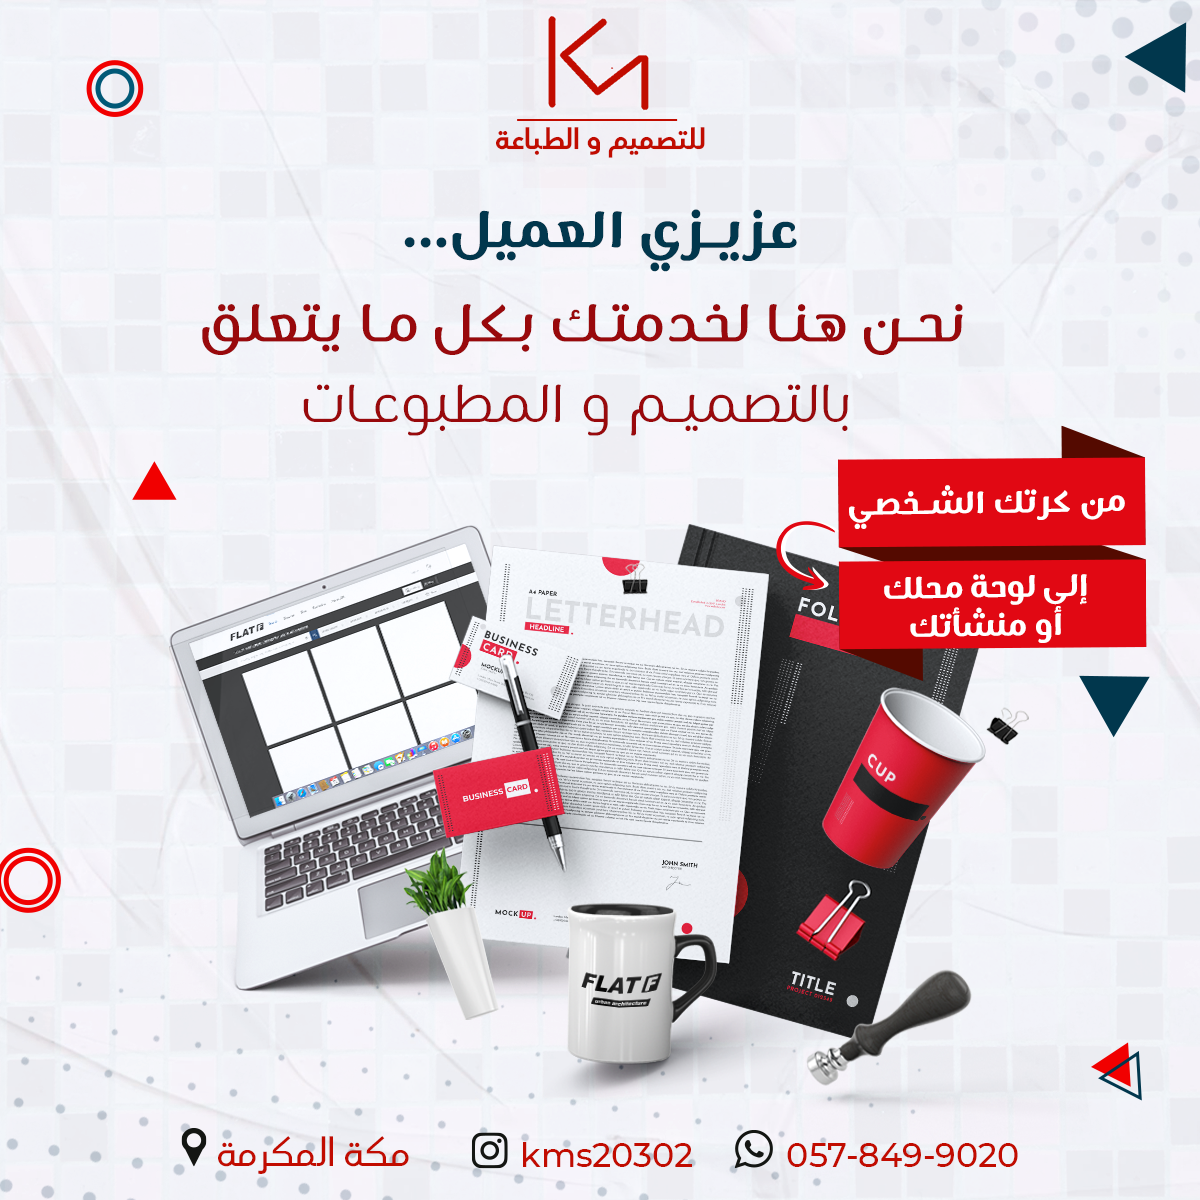 KM
للتصميم و الطباعة
عزيزي العميل...
نحن هنا لخدمتك بكل ما يتعلق
بالتصميم و المطبوعات
من كرتك الشخصي
إلى لوحة محلك
أو منشأتك
FLAT F
A4 PAPER
LETTERHEAD
HEADLINE
BUSINESS
CARD
MOCKUP
BUSINESS CARD
JOHN SMITH
MOCKUP
FOL
CUP
TITLE
FLAT F
urban architecture
مكة المكرمة
kms20302
057-849-9020